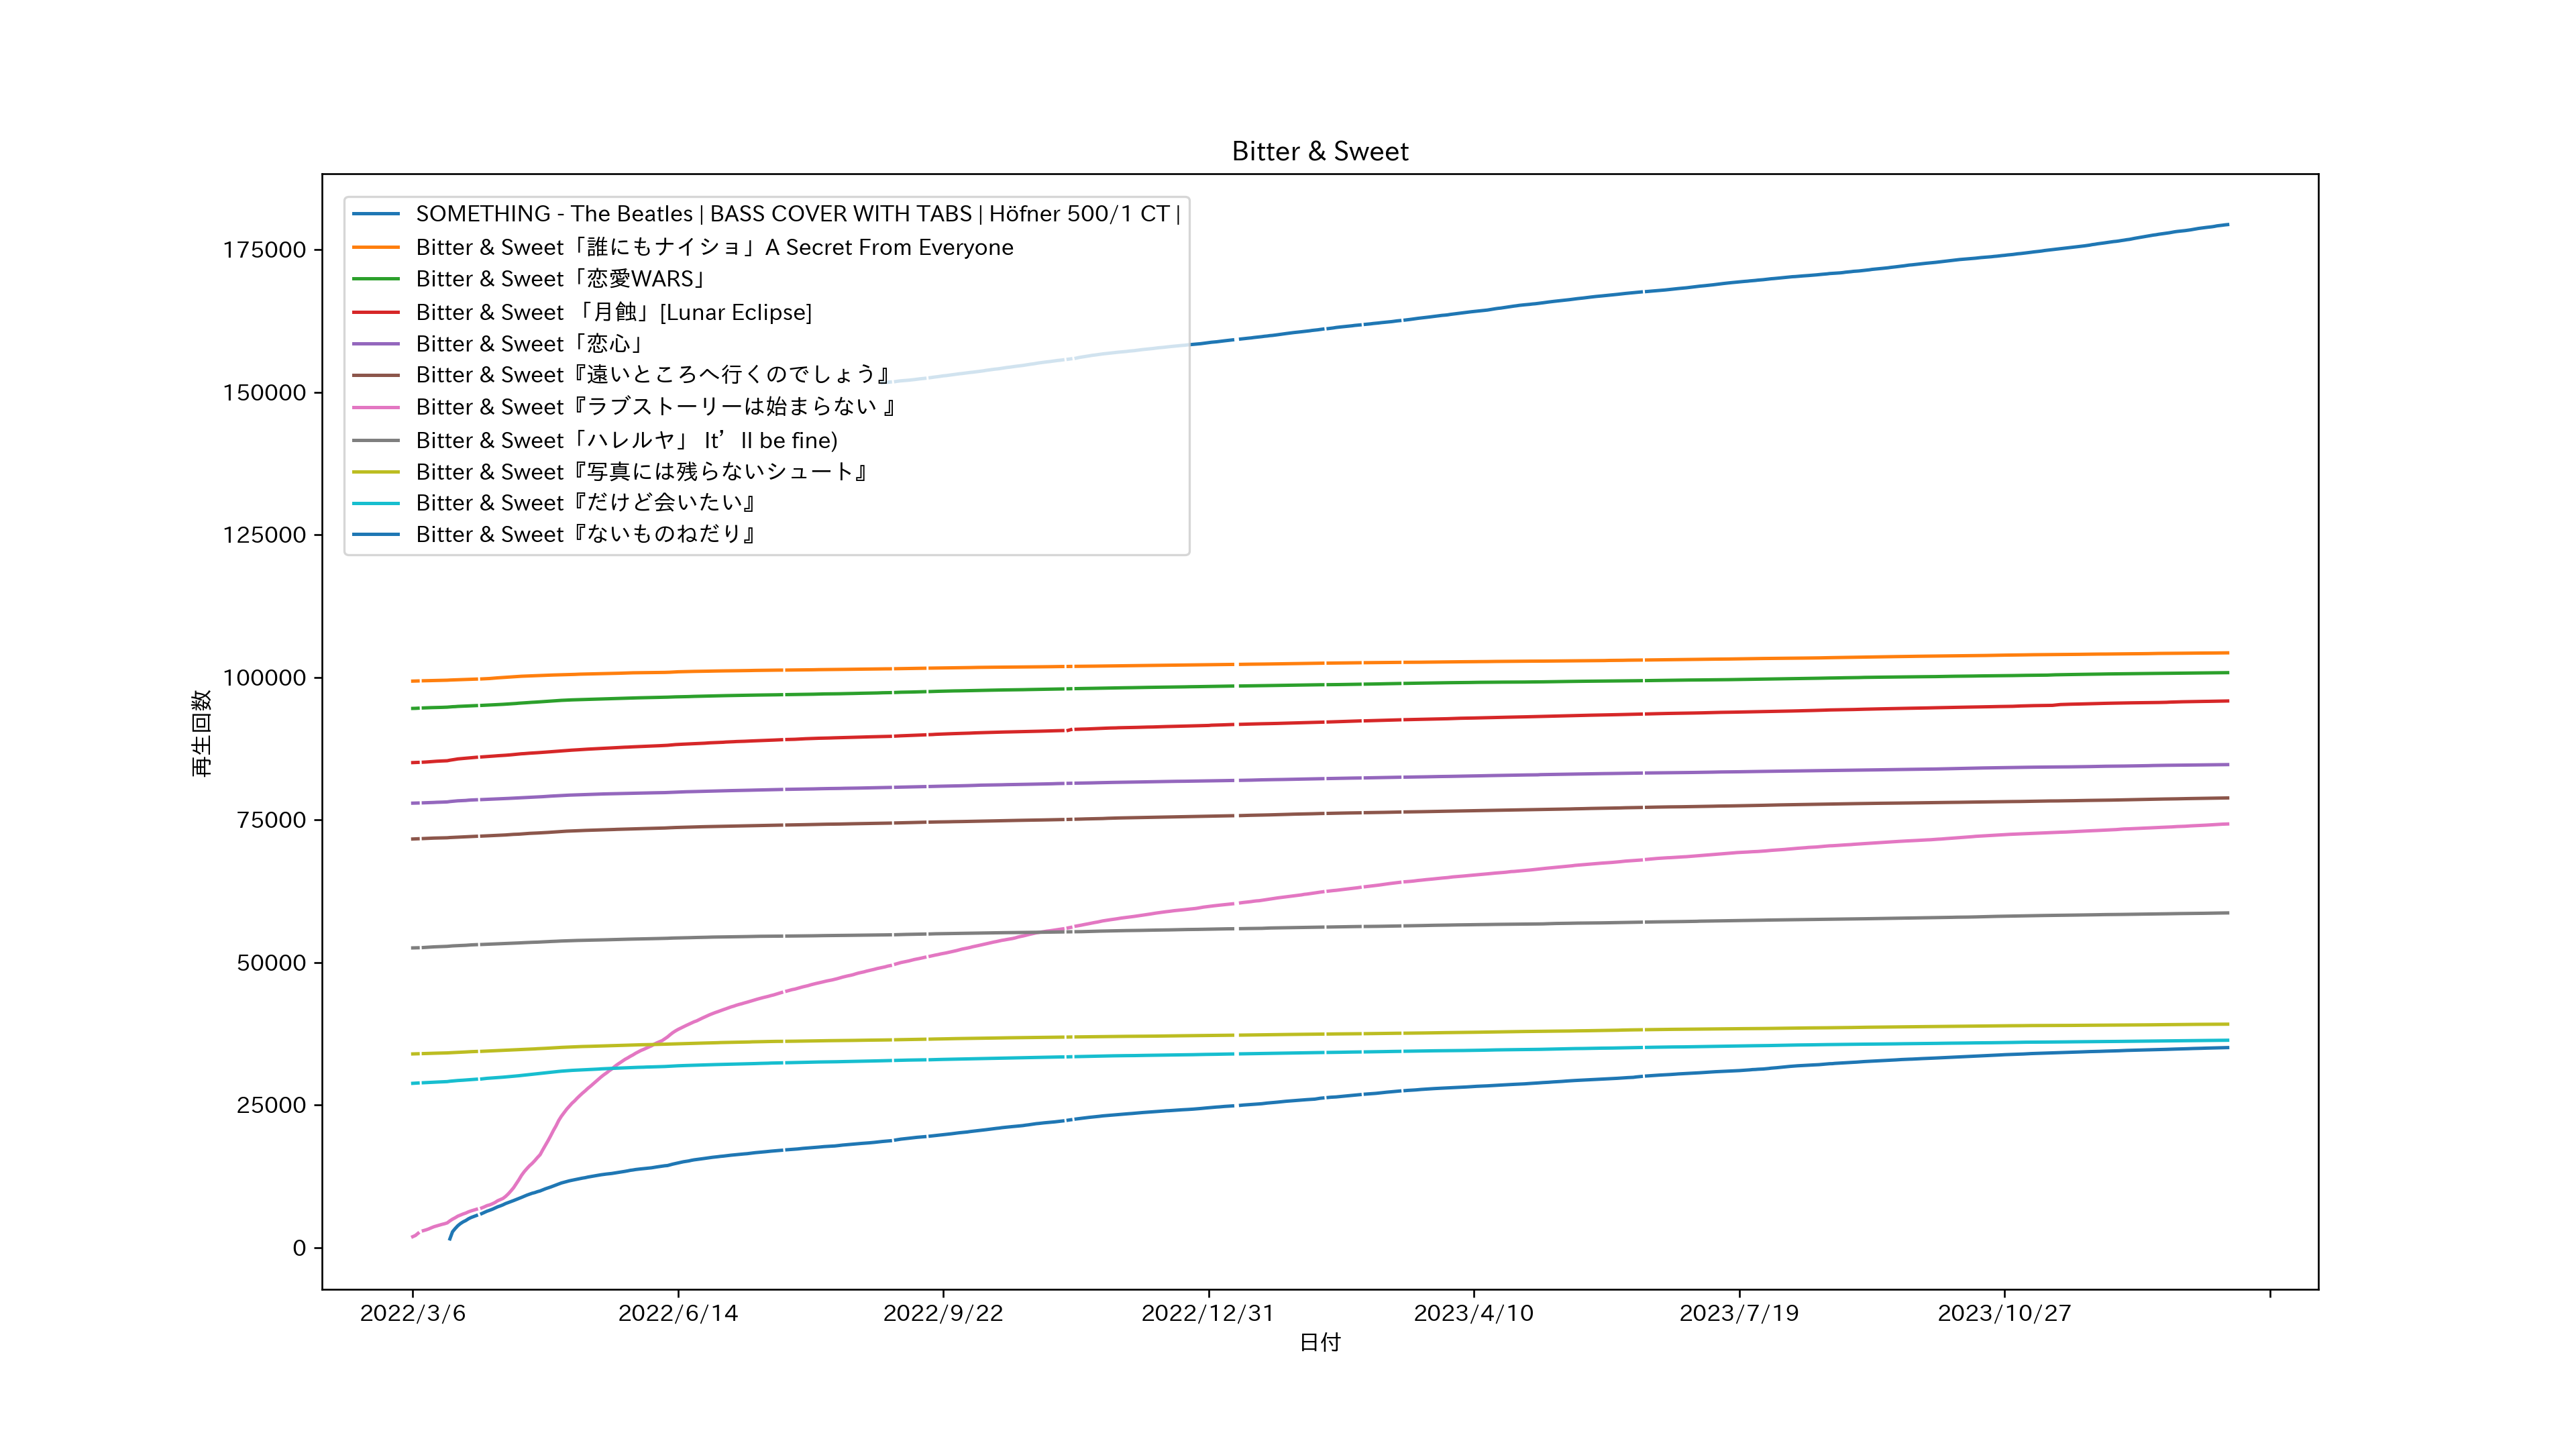 Bitter & Sweet
SOMETHING - The Beatles | BASS COVER WITH TABS | Höfner 500/1 CT |
Bitter & Sweet「誰にもナイショ」A Secret From Everyone
Bitter & Sweet「恋愛WARS」
Bitter & Sweet 「月蝕」[Lunar Eclipse]
Bitter & Sweet「恋心」
Bitter & Sweet『遠いところへ行くのでしょう』
Bitter & Sweet『ラブストーリーは始まらない 』
Bitter & Sweet「ハレルヤ」 It’ll be fine)
Bitter & Sweet『写真には残らないシュート』
Bitter & Sweet『だけど会いたい』
Bitter & Sweet『ないものねだり』
再生回数
175000
150000
125000
100000
75000
50000
25000
0
2022/3/6 2022/6/14 2022/9/22 2022/12/31 2023/4/10 2023/7/19 2023/10/27
日付